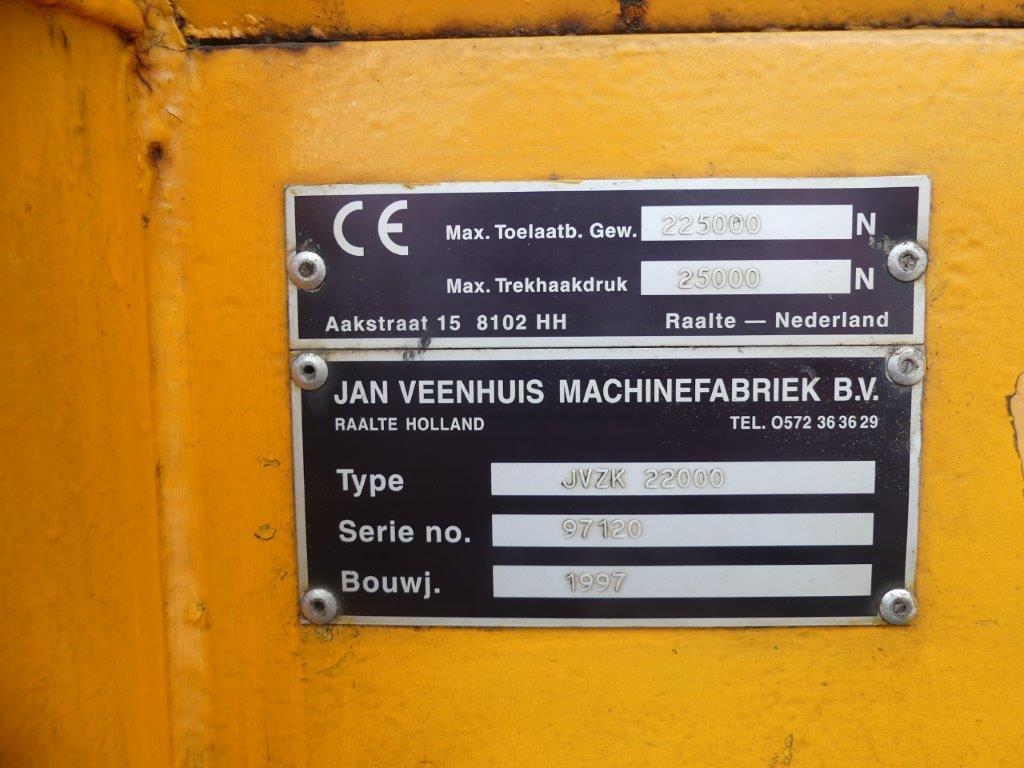 CE Max. Toelaatb. Gew. 225000 N
Max. Trekhaakdruk 25000 N
Aakstraat 15 8102 HH Raalte — Nederland
JAN VEENHUIS MACHINEFABRIEK B.V.
RAALTE HOLLAND TEL. 0572 36 36 29
Type JVZK 22000
Serie no. 97120
Bouwj. 1997